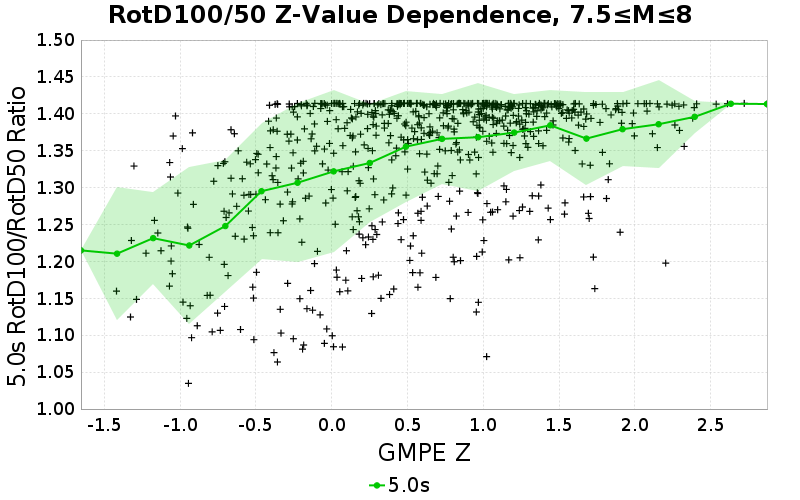 RotD100/50 Z-Value Dependence, 7.5≤M≤8
5.0s RotD100/RotD50 Ratio
1.50
1.45
1.40
1.35
1.30
1.25
1.20
1.15
1.10
1.05
1.00
-1.5 -1.0 -0.5 0.0 0.5 1.0 1.5 2.0 2.5
GMPE Z
5.0s